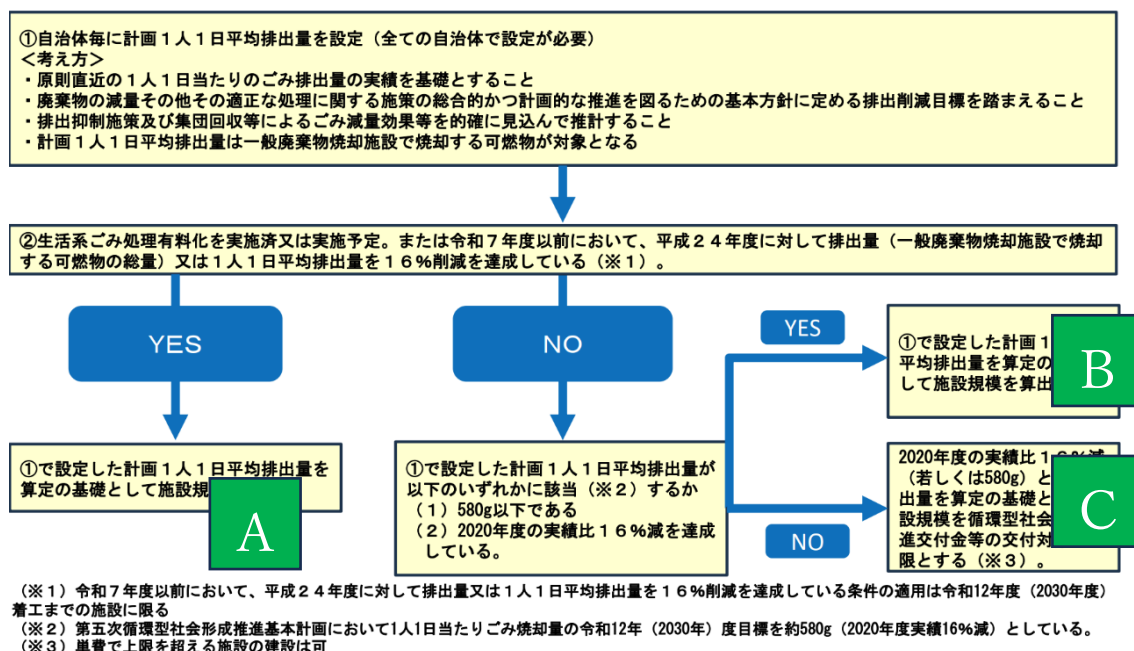 ①自治体毎に計画１人１日平均排出量を設定（全ての自治体で設定が必要）
＜考え方＞
・原則直近の１人１日当たりのごみ排出量の実績を基礎とすること
・廃棄物の減量その他その適正な処理に関する施策の総合的かつ計画的な推進を図るための基本方針に定める排出削減目標を踏まえること
・排出抑制施策及び集団回収等によるごみ減量効果等を的確に見込んで推計すること
・計画１人１日平均排出量は一般廃棄物焼却施設で焼却する可燃物が対象となる
②生活系ごみ処理有料化を実施済又は実施予定。または令和７年度以前において、平成２４年度に対して排出量（一般廃棄物焼却施設で焼却
する可燃物の総量）又は１人１日平均排出量を１６%削減を達成している（※１）。
YES
NO
YES
①で設定した計画１
平均排出量を算定の
して施設規模を算出
B
①で設定した計画１人１日平均排出量を
算定の基礎として施設規
A
①で設定した計画１人１日平均排出量が
以下のいずれかに該当（※２）するか
（１）580g以下である
（２）2020年度の実績比１６%減を達成
している。
NO
2020年度の実績比１６%減
（若しくは580g）と
出量を算定の基礎と
設規模を循環型社会
進交付金等の交付対
限とする（※３）。
C
（※１）令和７年度以前において、平成２４年度に対して排出量又は１人１日平均排出量を１６%削減を達成している条件の適用は令和12年度（2030年度）
着工までの施設に限る
（※２）第五次循環型社会形成推進基本計画において1人1日当たりごみ焼却量の令和12年（2030年）度目標を約580g（2020年度実績16%減）としている。
（※３）単費で上限を超える施設の建設は可